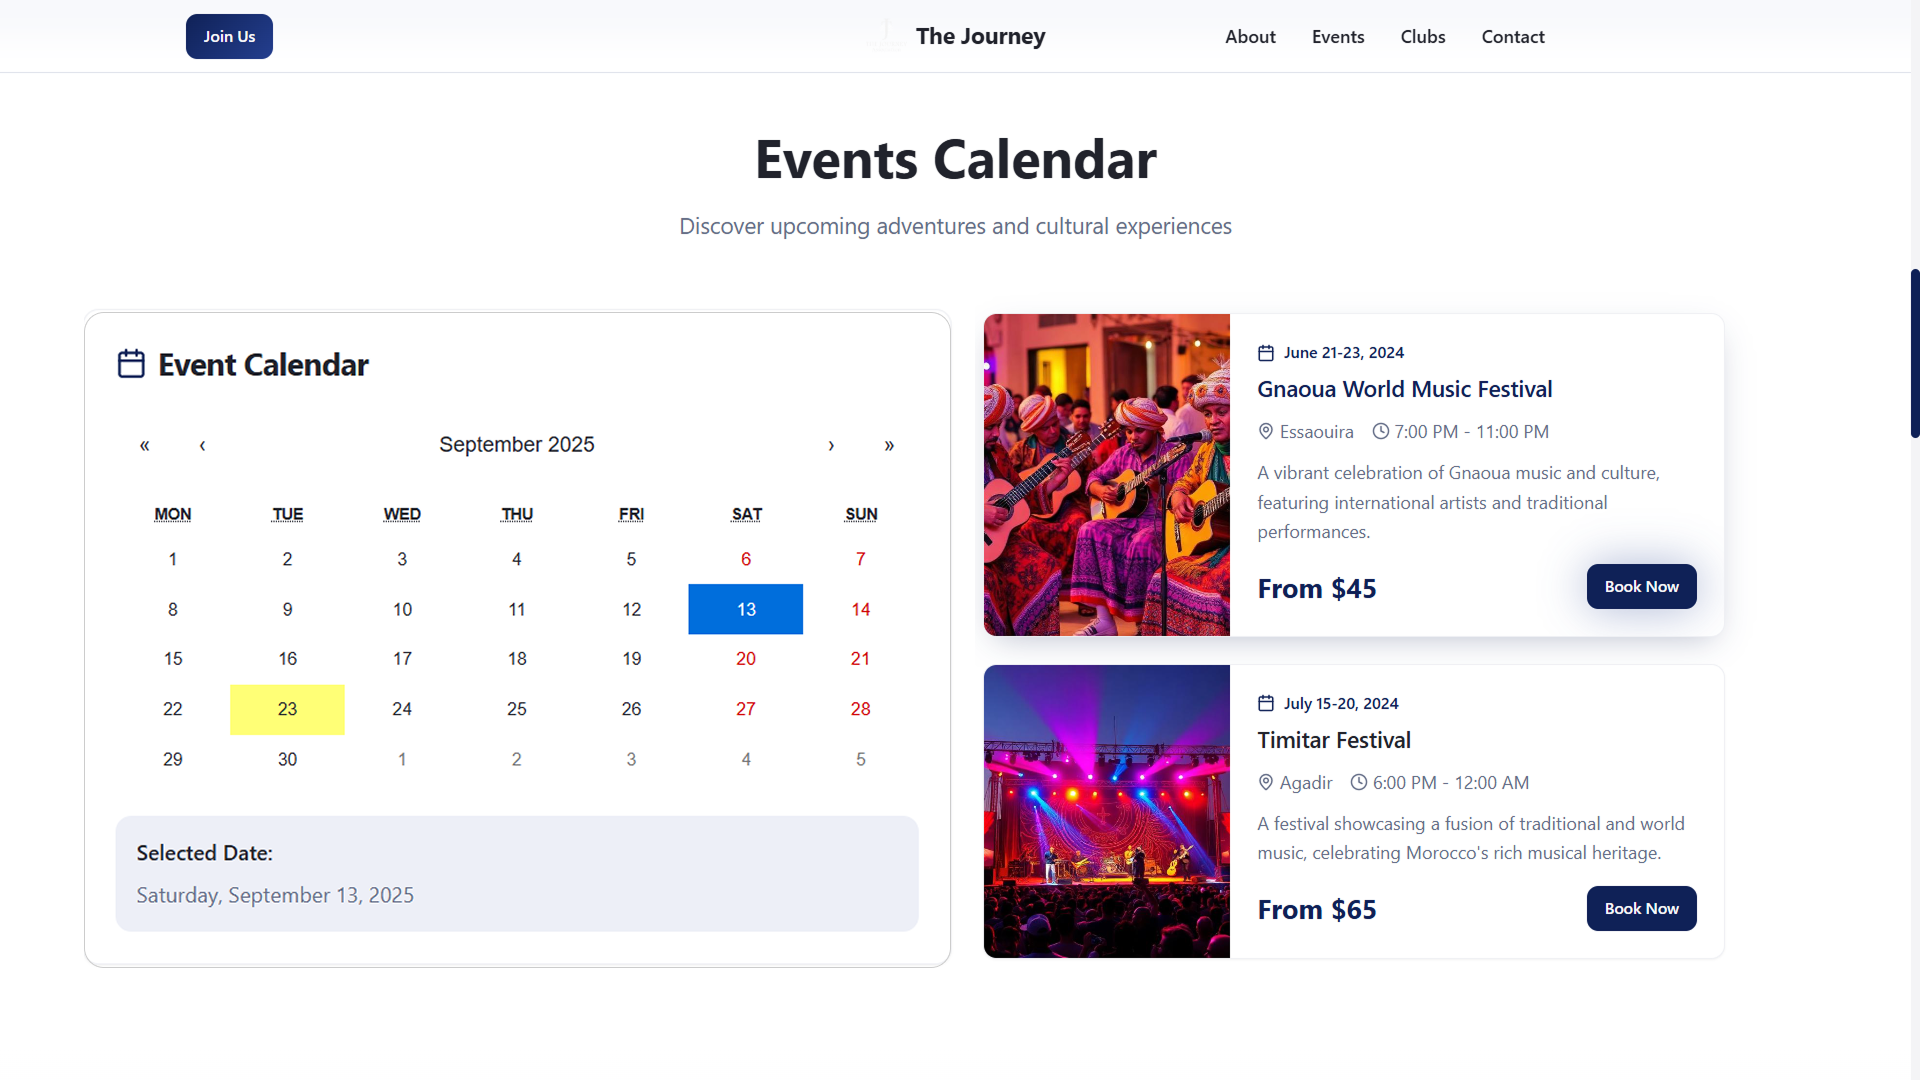 Join Us
The Journey
About Events Clubs Contact
Events Calendar
Discover upcoming adventures and cultural experiences
Event Calendar
« ‹ September 2025 › »
MON TUE WED THU FRI SAT SUN
1 2 3 4 5 6 7
8 9 10 11 12 13 14
15 16 17 18 19 20 21
22 23 24 25 26 27 28
29 30 1 2 3 4 5
Selected Date:
Saturday, September 13, 2025
June 21-23, 2024
Gnaoua World Music Festival
Essaouira 7:00 PM - 11:00 PM
A vibrant celebration of Gnaoua music and culture,
featuring international artists and traditional
performances.
From $45 Book Now
July 15-20, 2024
Timitar Festival
Agadir 6:00 PM - 12:00 AM
A festival showcasing a fusion of traditional and world
music, celebrating Morocco's rich musical heritage.
From $65 Book Now